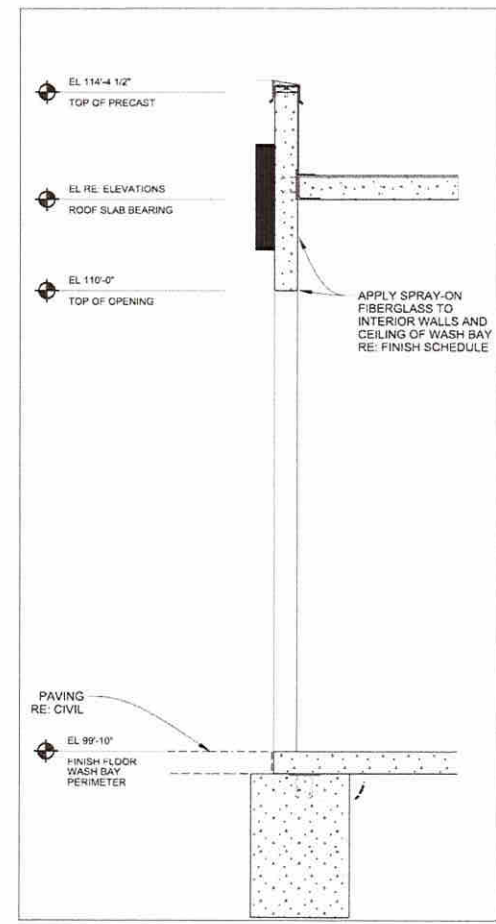 EL 114'-4 1/2"
TOP OF PRECAST
EL RE: ELEVATIONS
ROOF SLAB BEARING
EL 110'-0"
TOP OF OPENING
APPLY SPRAY-ON
FIBERGLASS TO
INTERIOR WALLS AND
CEILING OF WASH BAY
RE: FINISH SCHEDULE
PAVING
RE: CIVIL
EL 99'-10"
FINISH FLOOR
WASH BAY
PERIMETER